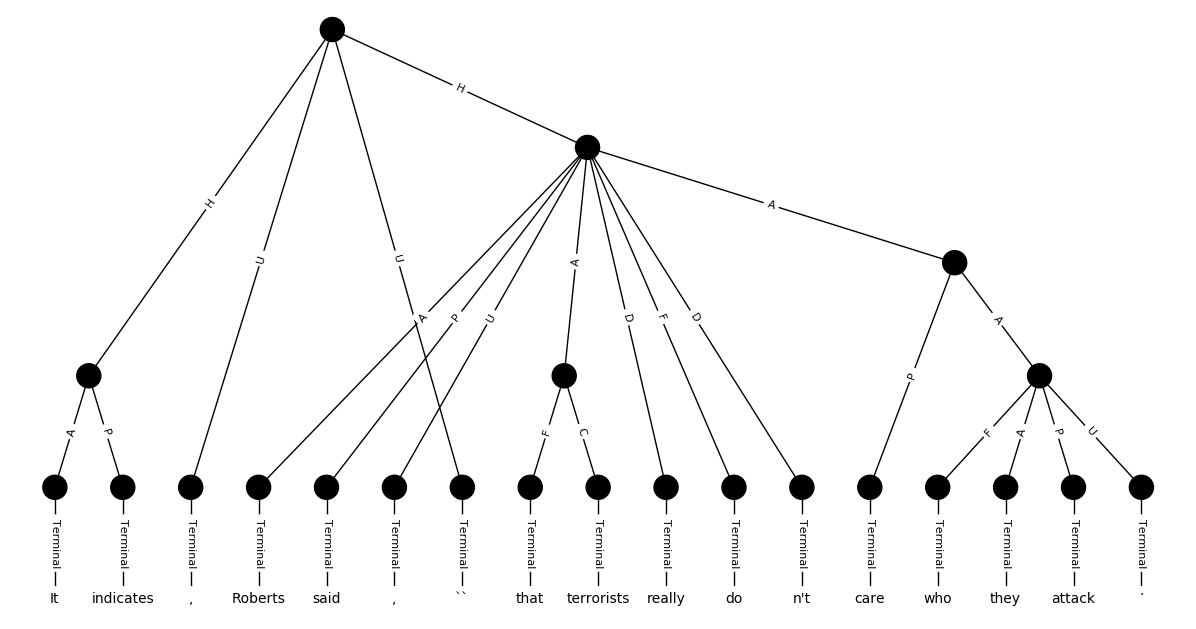 H
H
A
U
U
A
A
A
P
U
D
F
D
P
A
P
F
C
F
A
P
U
Terminal Terminal Terminal Terminal Terminal Terminal Terminal Terminal Terminal Terminal Terminal Terminal Terminal Terminal Terminal Terminal Terminal
It indicates , Roberts said , `` that terrorists really do n't care who they attack .